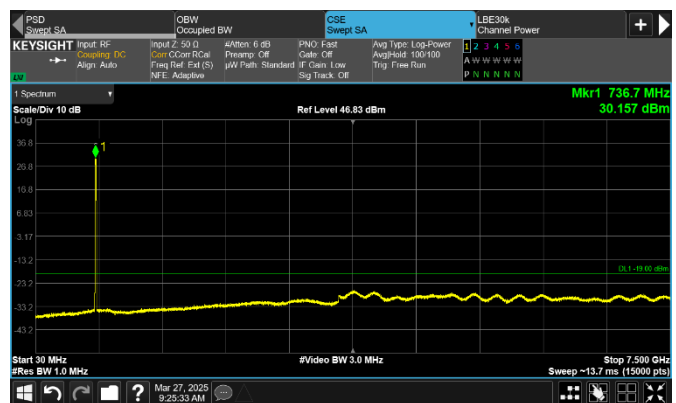 PSD
Swept SA
OBW
Occupied BW
CSE
Swept SA
LBE30k
Channel Power
KEYSIGHT
Input: RF
Coupling: DC
Align: Auto
Input Z: 50 Ω
Corr CCorr RCal
Freq Ref: Ext (S)
NFE: Adaptive
#Atten: 6 dB
Preamp: Off
µW Path: Standard
PNO: Fast
Gate: Off
IF Gain: Low
Sig Track: Off
Avg Type: Log-Power
Avg|Hold: 100/100
Trig: Free Run
1 2 3 4 5 6
A W W W W W
P N N N N N
LXI
1 Spectrum
Scale/Div 10 dB
Ref Level 46.83 dBm
Mkr1 736.7 MHz
30.157 dBm
Log
36.8
26.8
16.8
6.83
-3.17
-13.2
-23.2
-33.2
-43.2
1
DL1 -19.00 dBm
Start 30 MHz
#Res BW 1.0 MHz
#Video BW 3.0 MHz
Stop 7.500 GHz
Sweep ~13.7 ms (15000 pts)
Mar 27, 2025
9:25:33 AM